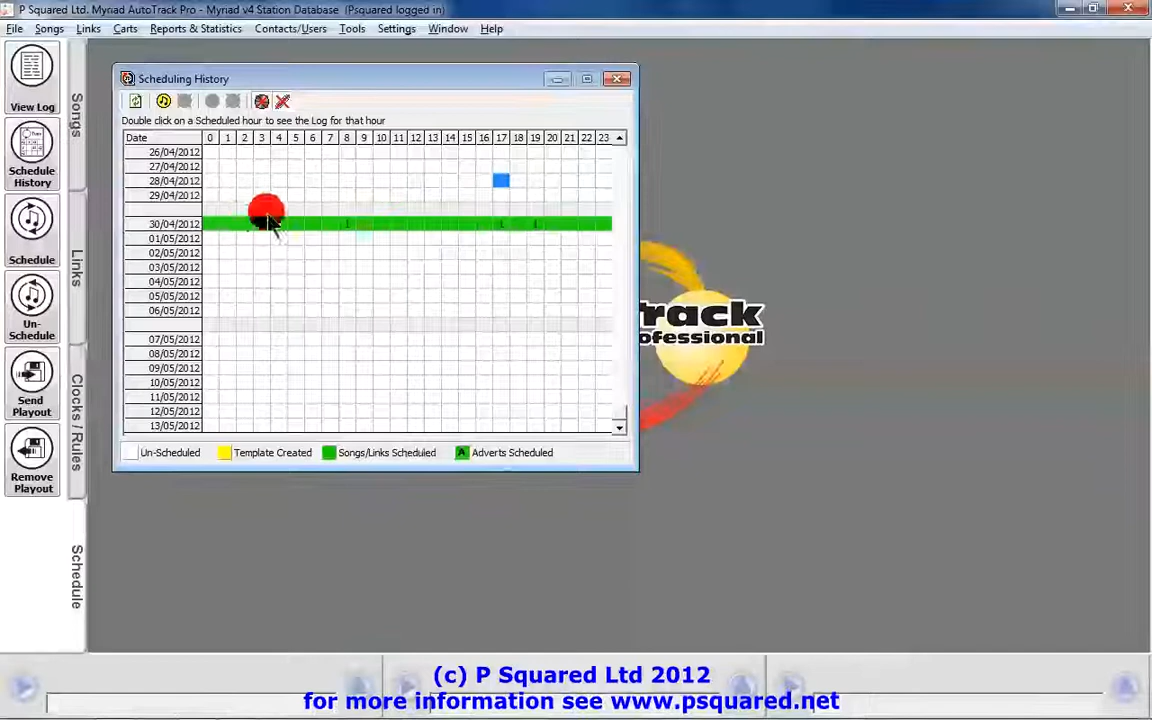 P Squared Ltd. Myriad AutoTrack Pro - Myriad v4 Station Database (Psquared logged in)
File Songs Links Carts Reports & Statistics Contacts/Users Tools Settings Window Help
View Log
Schedule History
Schedule
Un-Schedule
Send Playout
Remove Playout
Songs
Links
Clocks / Rules
Schedule
Scheduling History
Double click on a Scheduled hour to see the Log for that hour
Date 0 1 2 3 4 5 6 7 8 9 10 11 12 13 14 15 16 17 18 19 20 21 22 23
26/04/2012
27/04/2012
28/04/2012
29/04/2012
30/04/2012
01/05/2012
02/05/2012
03/05/2012
04/05/2012
05/05/2012
06/05/2012
07/05/2012
08/05/2012
09/05/2012
10/05/2012
11/05/2012
12/05/2012
13/05/2012
Un-Scheduled Template Created Songs/Links Scheduled A Adverts Scheduled
Track
ofessional
(c) P Squared Ltd 2012
for more information see www.psquared.net